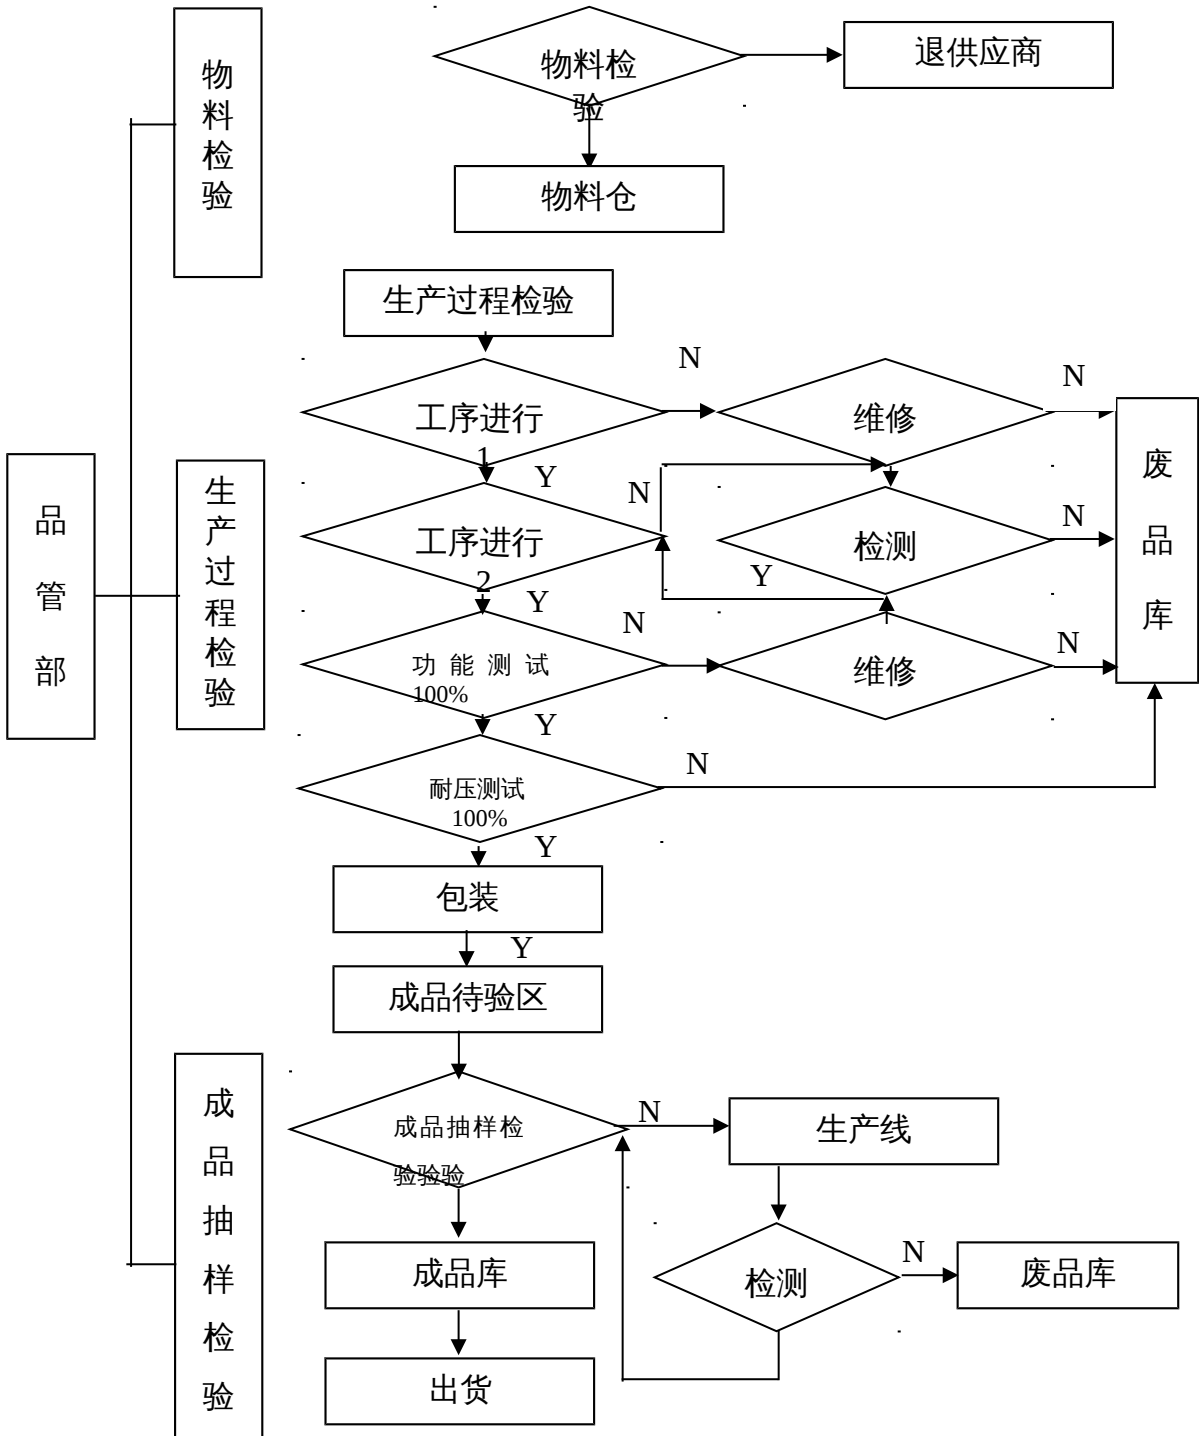 物料检验
物料检
验
退供应商
物料仓
生产过程检验
N
工序进行
1
维修
N
Y
N
工序进行
2
检测
N
Y
Y
N
功能测试
100%
维修
N
Y
耐压测试
100%
N
Y
包装
Y
成品待验区
废品库
品管部
生产过程检验
成品抽样检验
成品抽样检
验验验
N
生产线
成品库
检测
N
废品库
出货